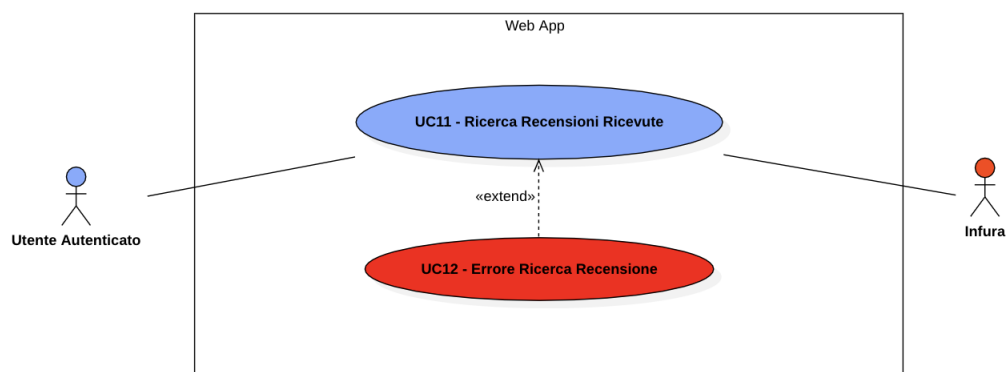 Web App
UC11 - Ricerca Recensioni Ricevute
«extend»
Utente Autenticato
Infura
UC12 - Errore Ricerca Recensione